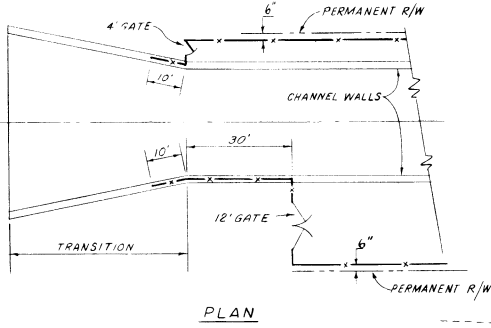 6"
PERMANENT R/W
4' GATE
10'
CHANNEL WALLS
10'
30'
12' GATE
6"
TRANSITION
PERMANENT R/W
PLAN